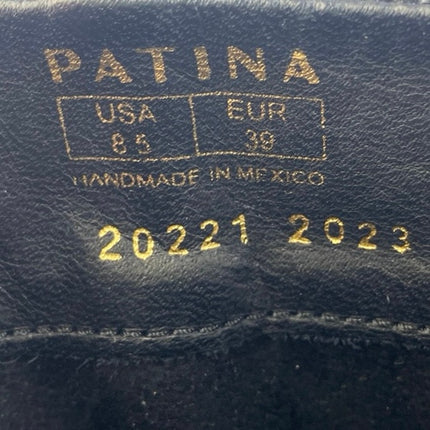 PATINA
USA EUR
8.5 39
HANDMADE IN MEXICO
20221 2023